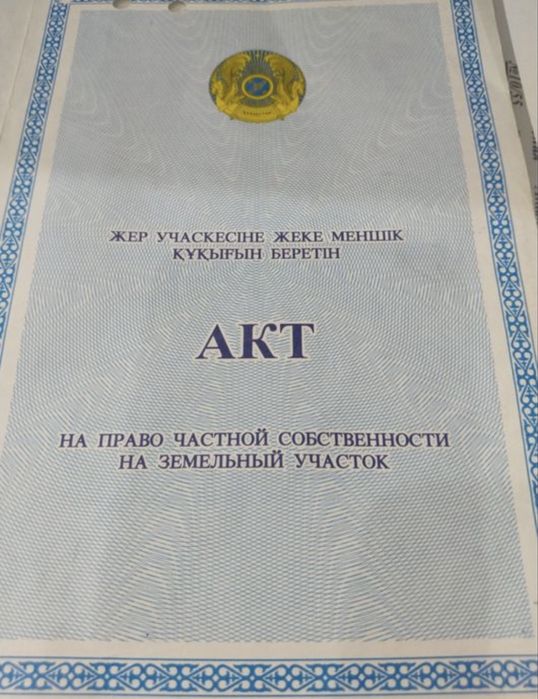 ЖЕР УЧАСКЕСІНЕ ЖЕКЕ МЕНШІК
ҚҰҚЫҒЫН БЕРЕТІН
АКТ
НА ПРАВО ЧАСТНОЙ СОБСТВЕННОСТИ
НА ЗЕМЕЛЬНЫЙ УЧАСТОК